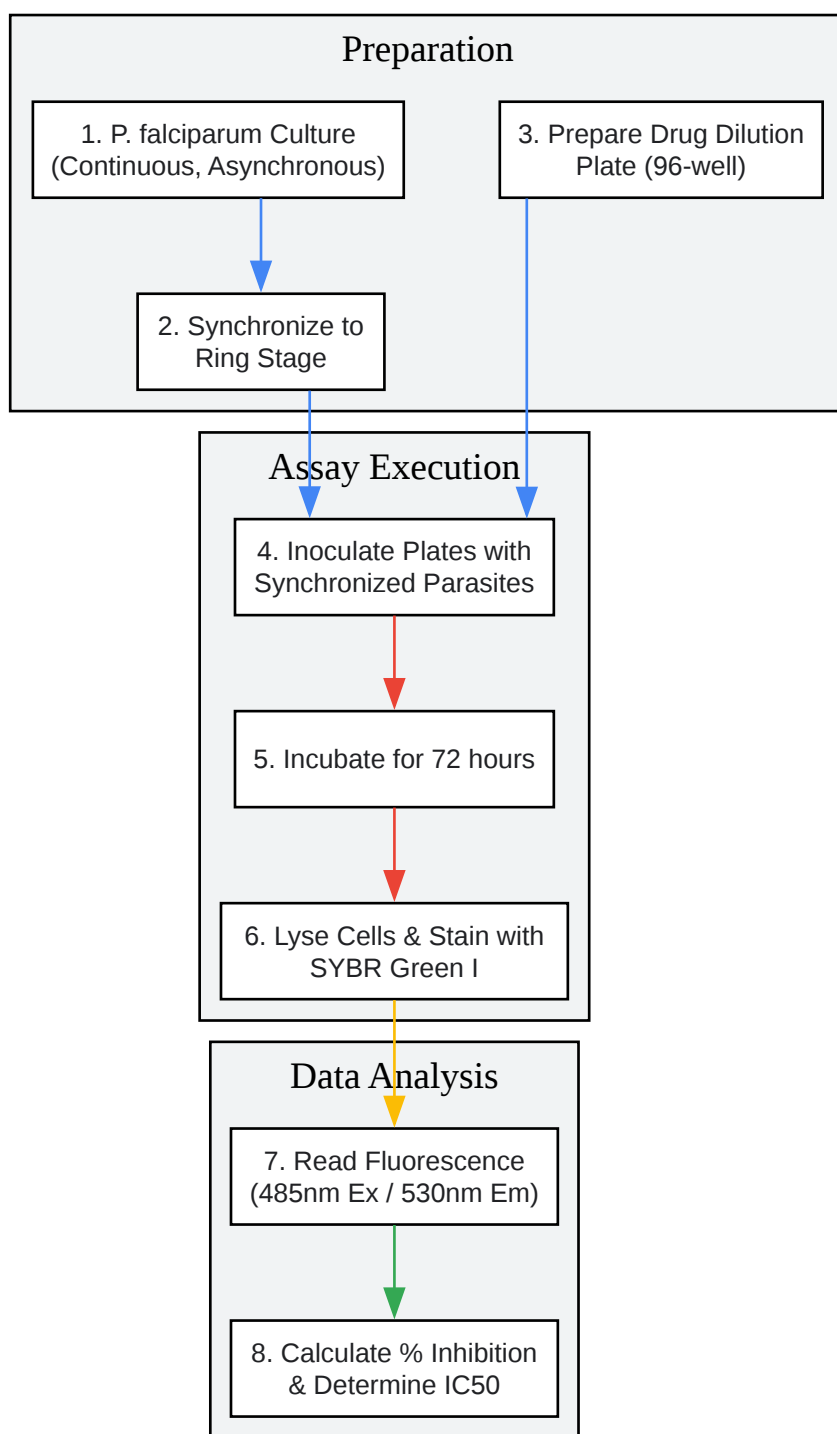 Preparation
1. P. falciparum Culture
(Continuous, Asynchronous)
3. Prepare Drug Dilution
Plate (96-well)
2. Synchronize to
Ring Stage
Assay Execution
4. Inoculate Plates with
Synchronized Parasites
5. Incubate for 72 hours
6. Lyse Cells & Stain with
SYBR Green I
Data Analysis
7. Read Fluorescence
(485nm Ex / 530nm Em)
8. Calculate % Inhibition
& Determine IC50